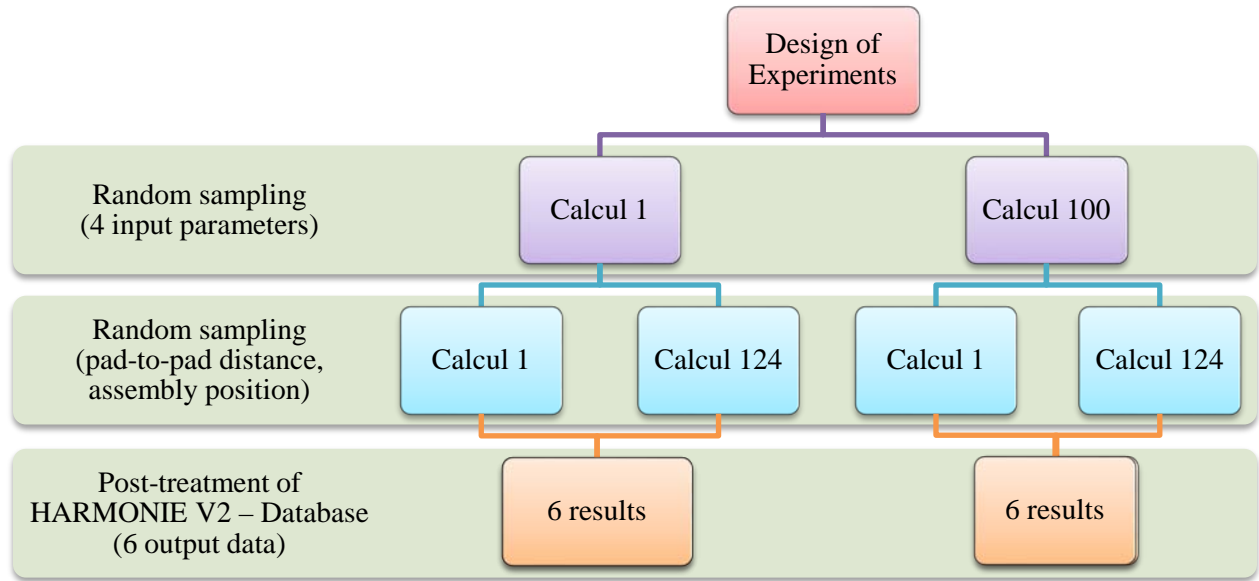 Design of
Experiments
Random sampling
(4 input parameters)
Calcul 1
Calcul 100
Random sampling
(pad-to-pad distance,
assembly position)
Calcul 1
Calcul 124
Calcul 1
Calcul 124
Post-treatment of
HARMONIE V2 – Database
(6 output data)
6 results
6 results